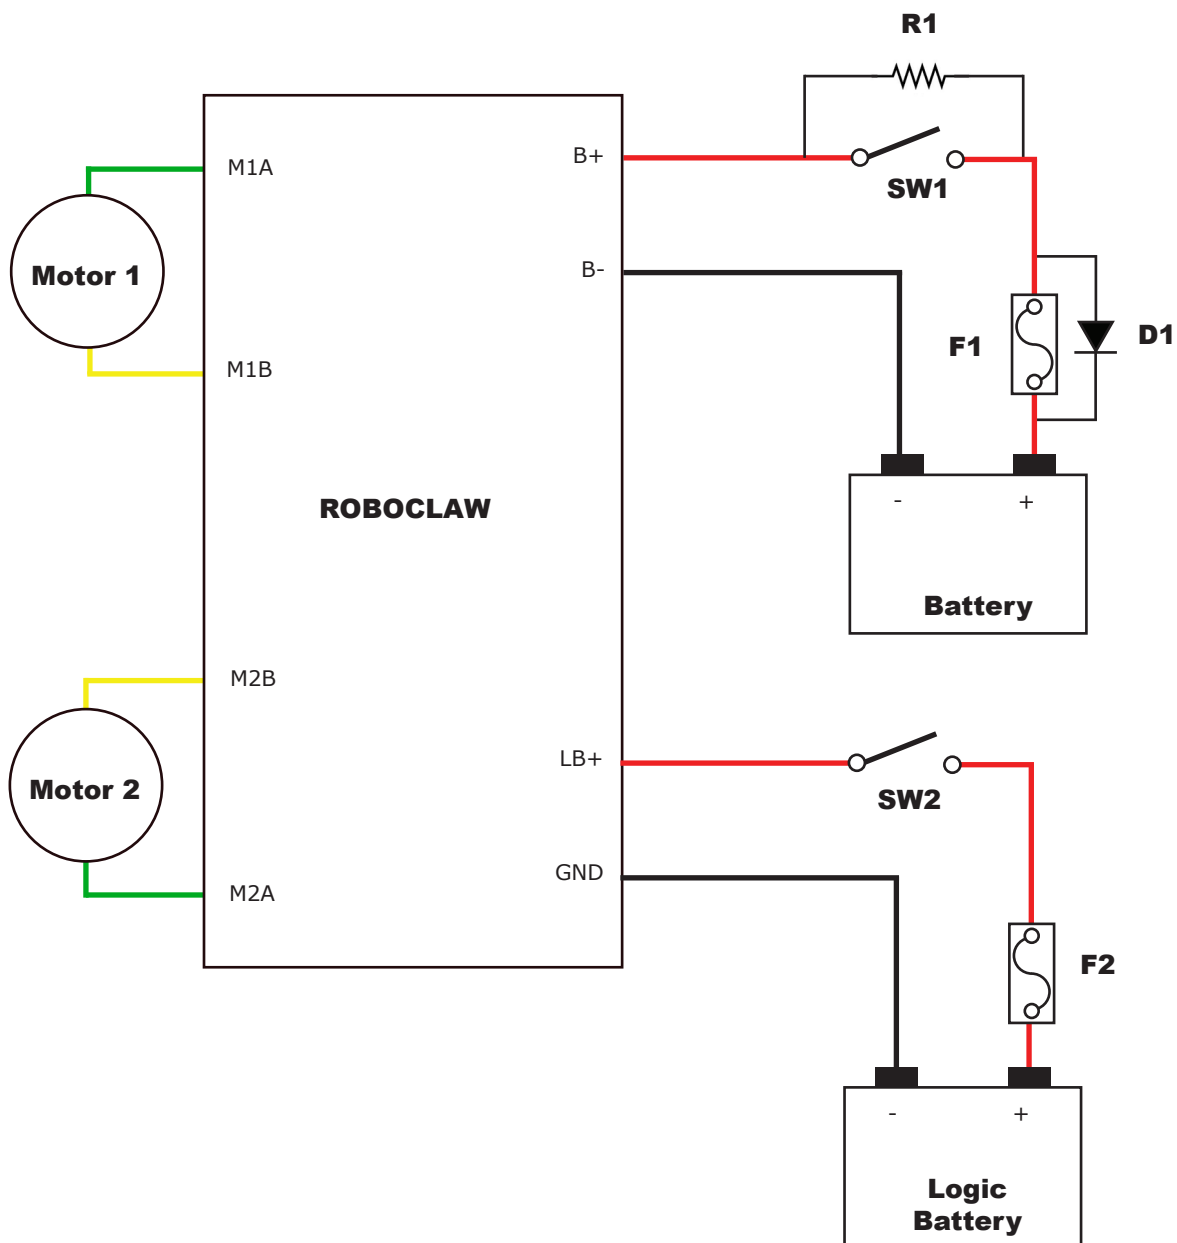 R1
M1A
B+
SW1
Motor 1
B-
F1
D1
M1B
ROBOCLAW
-
+
Battery
M2B
LB+
Motor 2
SW2
GND
M2A
F2
-
+
Logic
Battery